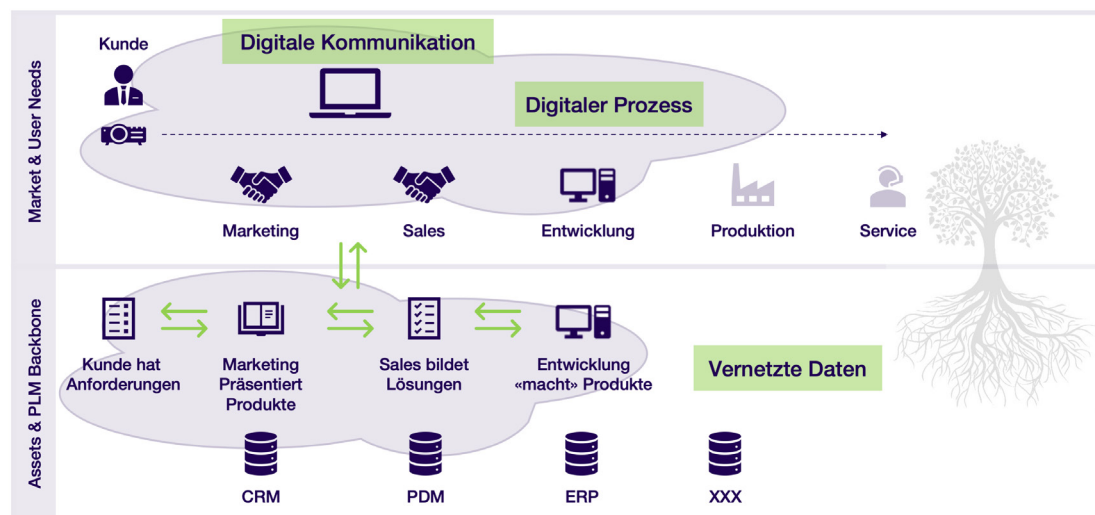 Market & User Needs
Kunde
Digitale Kommunikation
Digitaler Prozess
Marketing
Sales
Entwicklung
Produktion
Service
Assets & PLM Backbone
Kunde hat
Anforderungen
Marketing
Präsentiert
Produkte
Sales bildet
Lösungen
Entwicklung
«macht» Produkte
Vernetzte Daten
CRM
PDM
ERP
XXX